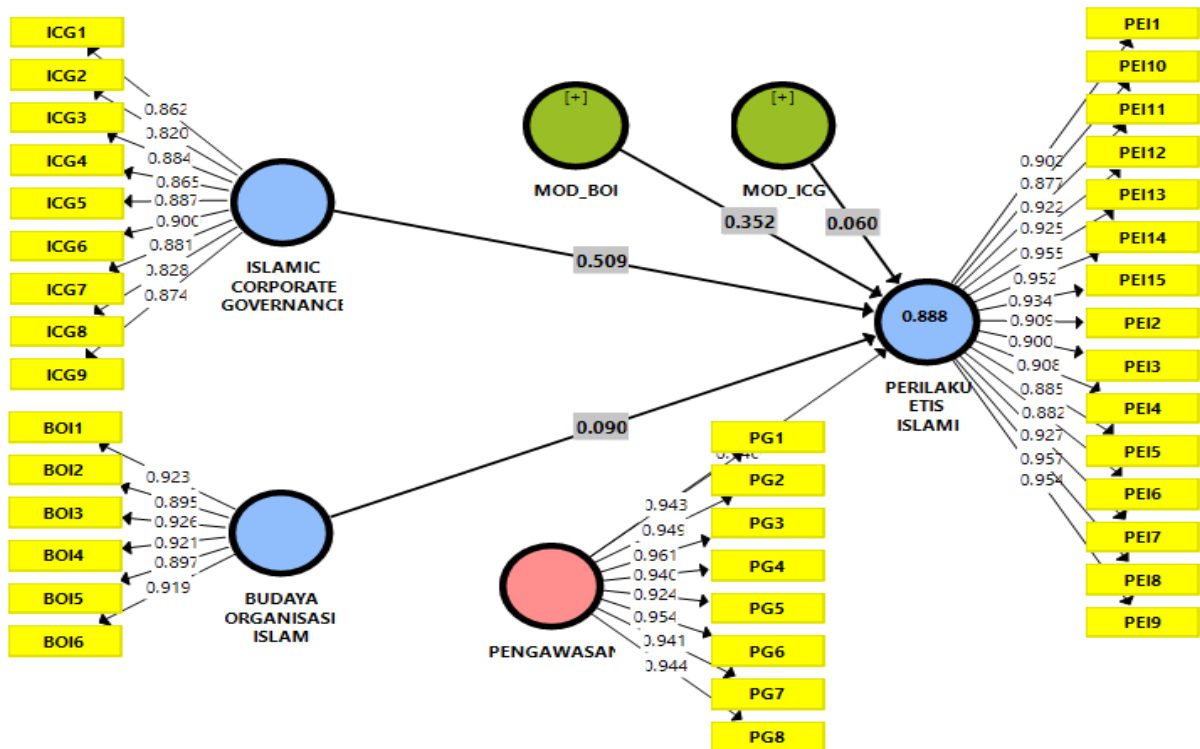 ICG1
ICG2
ICG3
ICG4
ICG5
ICG6
ICG7
ICG8
ICG9
0.862
0.820
0.884
0.865
0.887
0.900
0.881
0.828
0.874
ISLAMIC
CORPORATE
GOVERNANCE
BOI1
BOI2
BOI3
BOI4
BOI5
BOI6
0.923
0.895
0.926
0.921
0.897
0.919
BUDAYA
ORGANISASI
ISLAM
[+]
MOD_BOI
[+]
MOD_ICG
0.352
0.060
0.509
0.090
0.888
PERILAKU
ETIS
ISLAMI
PENGAWASAN
0.943
0.949
0.961
0.940
0.924
0.954
0.941
0.944
PG1
PG2
PG3
PG4
PG5
PG6
PG7
PG8
0.902
0.877
0.922
0.925
0.955
0.952
0.934
0.909
0.900
0.908
0.885
0.882
0.927
0.957
0.954
PEI1
PEI10
PEI11
PEI12
PEI13
PEI14
PEI15
PEI2
PEI3
PEI4
PEI5
PEI6
PEI7
PEI8
PEI9